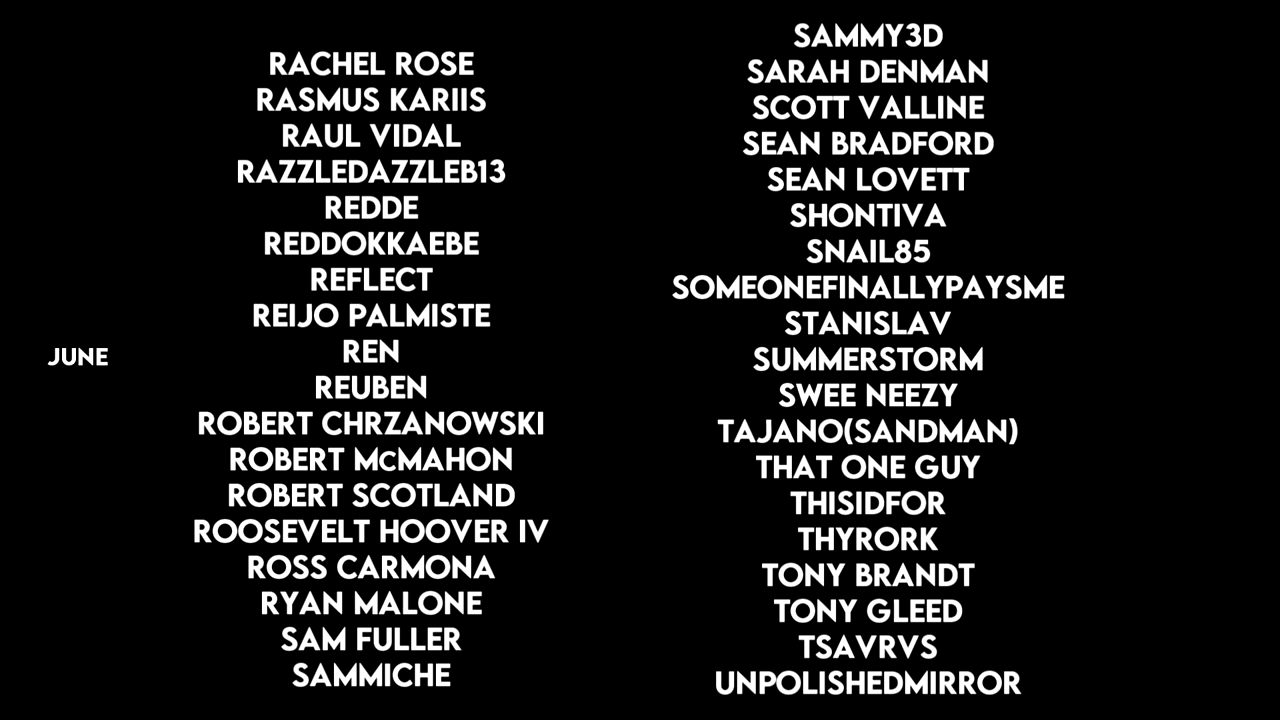 JUNE
RACHEL ROSE
RASMUS KARIIS
RAUL VIDAL
RAZZLEDAZZLEB13
REDDE
REDDOKKAEBE
REFLECT
REIJO PALMISTE
REN
REUBEN
ROBERT CHRZANOWSKI
ROBERT McMAHON
ROBERT SCOTLAND
ROOSEVELT HOOVER IV
ROSS CARMONA
RYAN MALONE
SAM FULLER
SAMMICHE
SAMMY3D
SARAH DENMAN
SCOTT VALLINE
SEAN BRADFORD
SEAN LOVETT
SHONTIVA
SNAIL85
SOMEONEFINALLYPAYSME
STANISLAV
SUMMERSTORM
SWEE NEEZY
TAJANO(SANDMAN)
THAT ONE GUY
THISIDFOR
THYRORK
TONY BRANDT
TONY GLEED
TSAVRVS
UNPOLISHEDMIRROR